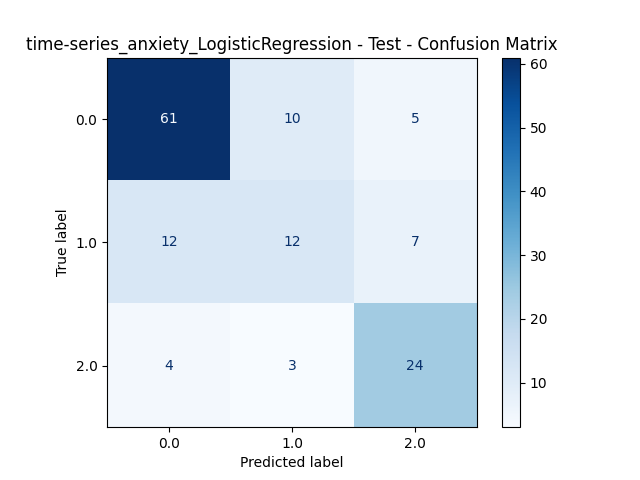 time-series_anxiety_LogisticRegression - Test - Confusion Matrix
True label
0.0 61 10 5
1.0 12 12 7
2.0 4 3 24
0.0 1.0 2.0
Predicted label
60
50
40
30
20
10